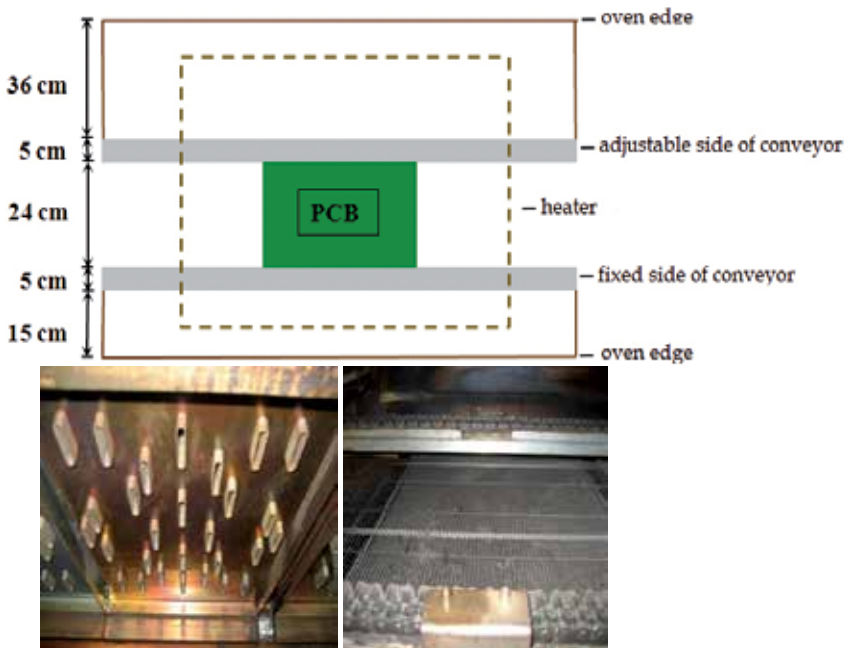 oven edge
36 cm
5 cm
adjustable side of conveyor
24 cm
PCB
heater
5 cm
fixed side of conveyor
15 cm
oven edge